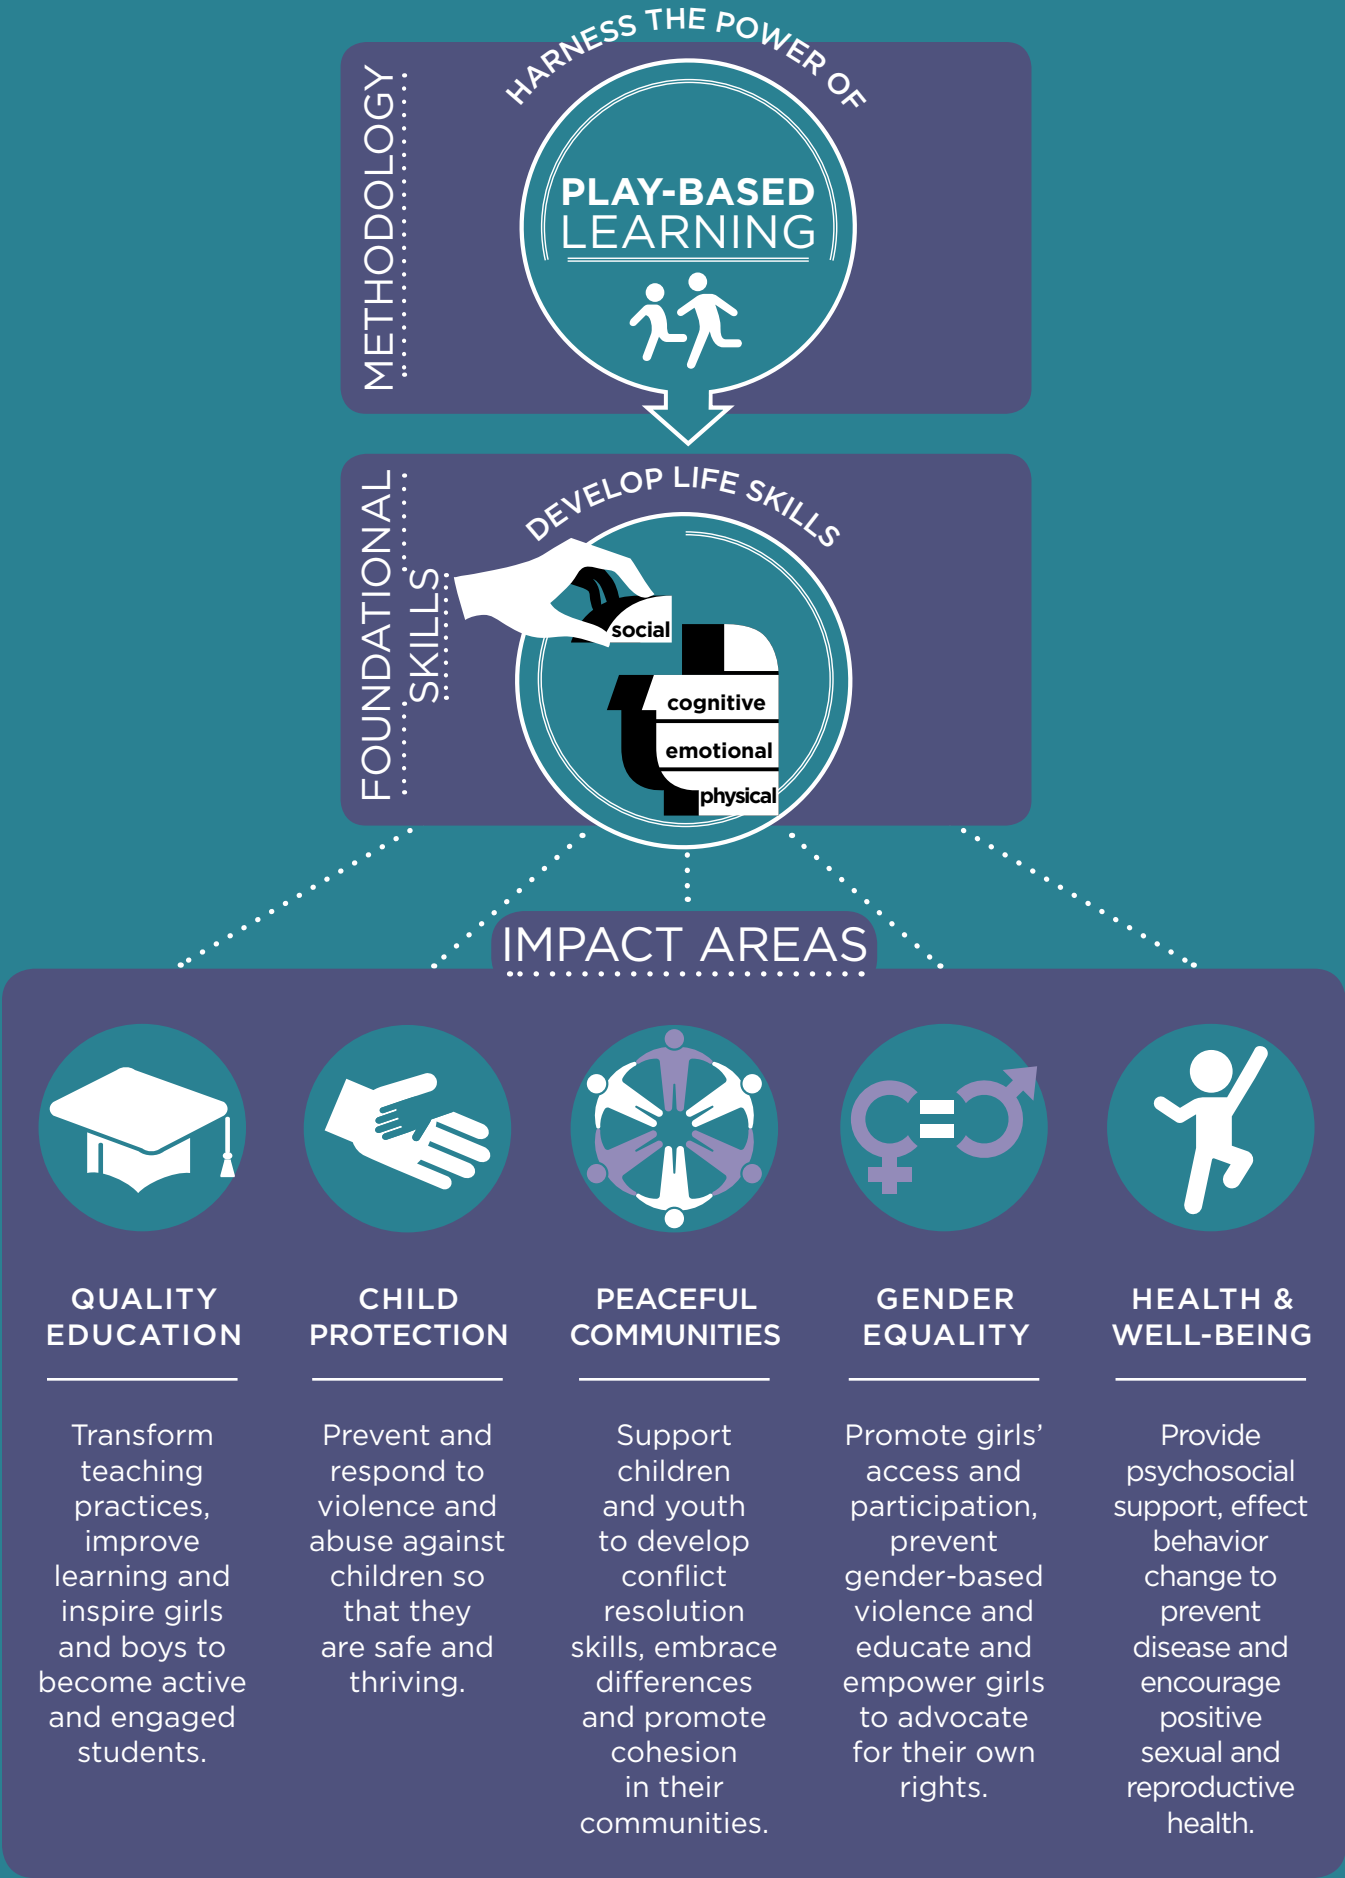 METHODOLOGY
HARNESS THE POWER OF
PLAY-BASED
LEARNING
FOUNDATIONAL
SKILLS
DEVELOP LIFE SKILLS
social
cognitive
emotional
physical
IMPACT AREAS
QUALITY
EDUCATION
Transform
teaching
practices,
improve
learning and
inspire girls
and boys to
become active
and engaged
students.
CHILD
PROTECTION
Prevent and
respond to
violence and
abuse against
children so
that they
are safe and
thriving.
PEACEFUL
COMMUNITIES
Support
children
and youth
to develop
conflict
resolution
skills, embrace
differences
and promote
cohesion
in their
communities.
GENDER
EQUALITY
Promote girls’
access and
participation,
prevent
gender-based
violence and
educate and
empower girls
to advocate
for their own
rights.
HEALTH &
WELL-BEING
Provide
psychosocial
support, effect
behavior
change to
prevent
disease and
encourage
positive
sexual and
reproductive
health.